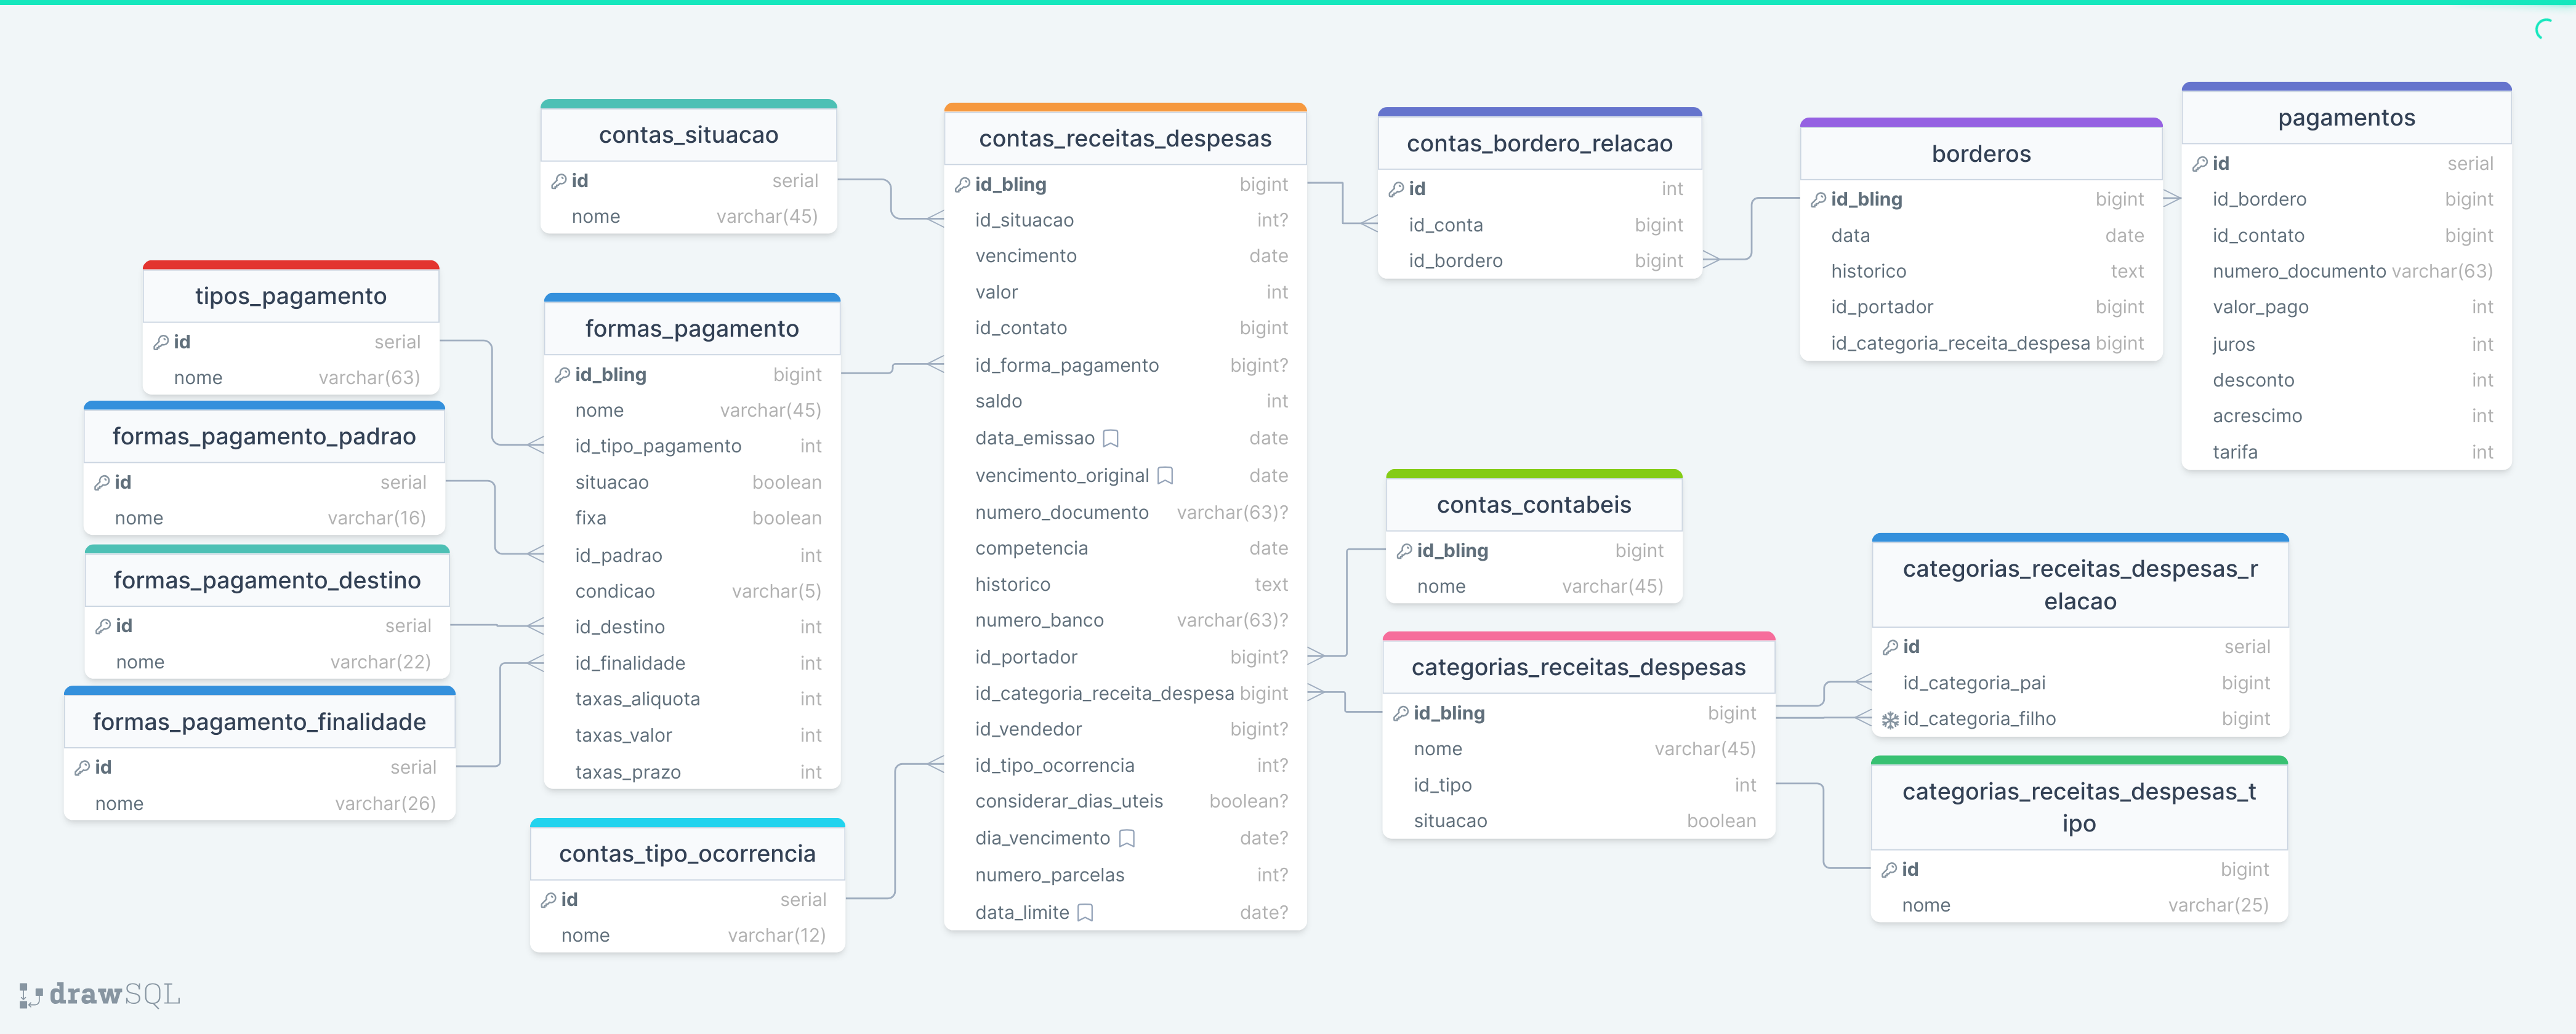 contas_situacao
id serial
nome varchar(45)
tipos_pagamento
id serial
nome varchar(63)
formas_pagamento_padrao
id serial
nome varchar(16)
formas_pagamento_destino
id serial
nome varchar(22)
formas_pagamento_finalidade
id serial
nome varchar(26)
formas_pagamento
id_bling bigint
nome varchar(45)
id_tipo_pagamento int
situacao boolean
fixa boolean
id_padrao int
condicao varchar(5)
id_destino int
id_finalidade int
taxas_aliquota int
taxas_valor int
taxas_prazo int
contas_tipo_ocorrencia
id serial
nome varchar(12)
contas_receitas_despesas
id_bling bigint
id_situacao int?
vencimento date
valor int
id_contato bigint
id_forma_pagamento bigint?
saldo int
data_emissao date
vencimento_original date
numero_documento varchar(63)?
competencia date
historico text
numero_banco varchar(63)?
id_portador bigint?
id_categoria_receita_despesa bigint
id_vendedor bigint?
id_tipo_ocorrencia int?
considerar_dias_uteis boolean?
dia_vencimento date?
numero_parcelas int?
data_limite date?
contas_bordero_relacao
id int
id_conta bigint
id_bordero bigint
borderos
id_bling bigint
data date
historico text
id_portador bigint
id_categoria_receita_despesa bigint
pagamentos
id serial
id_bordero bigint
id_contato bigint
numero_documento varchar(63)
valor_pago int
juros int
desconto int
acrescimo int
tarifa int
contas_contabeis
id_bling bigint
nome varchar(45)
categorias_receitas_despesas
id_bling bigint
nome varchar(45)
id_tipo int
situacao boolean
categorias_receitas_despesas_r
elacao
id serial
id_categoria_pai bigint
id_categoria_filho bigint
categorias_receitas_despesas_t
ipo
id bigint
nome varchar(25)
drawSQL